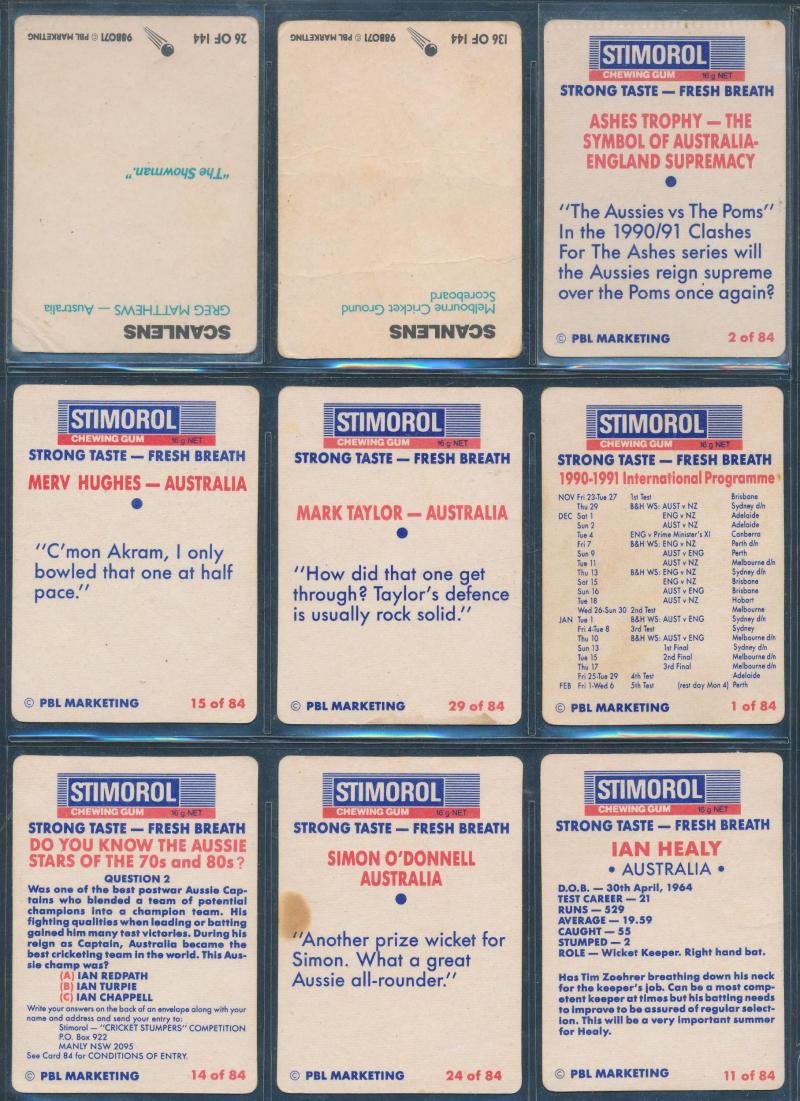 SCANLENS
GREG MATTHEWS — Australia
"The Showman."
26 OF 144
988071 © PBL MARKETING
SCANLENS
Melbourne Cricket Ground
Scoreboard
136 OF 144
988071 © PBL MARKETING
STIMOROL
CHEWING GUM 16 g NET
STRONG TASTE — FRESH BREATH
ASHES TROPHY — THE
SYMBOL OF AUSTRALIA-
ENGLAND SUPREMACY
"The Aussies vs The Poms"
In the 1990/91 Clashes
For The Ashes series will
the Aussies reign supreme
over the Poms once again?
© PBL MARKETING 2 of 84
STIMOROL
CHEWING GUM 16 g NET
STRONG TASTE — FRESH BREATH
MERV HUGHES — AUSTRALIA
"C'mon Akram, I only
bowled that one at half
pace."
© PBL MARKETING 15 of 84
STIMOROL
CHEWING GUM 16 g NET
STRONG TASTE — FRESH BREATH
MARK TAYLOR — AUSTRALIA
"How did that one get
through? Taylor's defence
is usually rock solid."
© PBL MARKETING 29 of 84
STIMOROL
CHEWING GUM 16 g NET
STRONG TASTE — FRESH BREATH
1990-1991 International Programme
NOV Fri 23-Tue 27 1st Test Brisbane
Thu 29 B&H WS: AUST v NZ Sydney d/n
DEC Sat 1 ENG v NZ Adelaide
Sun 2 AUST v NZ Adelaide
Tue 4 ENG v Prime Minister's XI Canberra
Fri 7 B&H WS: ENG v NZ Perth d/n
Sun 9 AUST v ENG Perth
Tue 11 AUST v NZ Melbourne d/n
Thu 13 B&H WS: ENG v NZ Sydney d/n
Sat 15 ENG v NZ Brisbane
Sun 16 AUST v ENG Brisbane
Tue 18 AUST v NZ Hobart
Wed 26-Sun 30 2nd Test Melbourne
JAN Tue 1 B&H WS: AUST v ENG Sydney d/n
Fri 4-Tue 8 3rd Test Sydney
Thu 10 B&H WS: AUST v ENG Melbourne d/n
Sun 13 1st Final Sydney d/n
Tue 15 2nd Final Melbourne d/n
Thu 17 3rd Final Melbourne d/n
Fri 25-Tue 29 4th Test Adelaide
FEB Fri 1-Wed 6 5th Test (rest day Mon 4) Perth
© PBL MARKETING 1 of 84
STIMOROL
CHEWING GUM 16 g NET
STRONG TASTE — FRESH BREATH
DO YOU KNOW THE AUSSIE
STARS OF THE 70s and 80s?
QUESTION 2
Was one of the best postwar Aussie Cap-
tains who blended a team of potential
champions into a champion team. His
fighting qualities when leading or batting
gained him many test victories. During his
reign as Captain, Australia became the
best cricketing team in the world. This Aus-
sie champ was?
(A) IAN REDPATH
(B) IAN TURPIE
(C) IAN CHAPPELL
Write your answers on the back of an envelope along with your
name and address and send your entry to:
Stimorol — "CRICKET STUMPERS" COMPETITION
P.O. Box 922
MANLY NSW 2095
See Card 84 for CONDITIONS OF ENTRY.
© PBL MARKETING 14 of 84
STIMOROL
CHEWING GUM 16 g NET
STRONG TASTE — FRESH BREATH
SIMON O'DONNELL
AUSTRALIA
"Another prize wicket for
Simon. What a great
Aussie all-rounder."
© PBL MARKETING 24 of 84
STIMOROL
CHEWING GUM 16 g NET
STRONG TASTE — FRESH BREATH
IAN HEALY
• AUSTRALIA •
D.O.B. — 30th April, 1964
TEST CAREER — 21
RUNS — 529
AVERAGE — 19.59
CAUGHT — 55
STUMPED — 2
ROLE — Wicket Keeper. Right hand bat.
Has Tim Zoehrer breathing down his neck
for the keeper's job. Can be a most comp-
etent keeper at times but his batting needs
to improve to be assured of regular select-
ion. This will be a very important summer
for Healy.
© PBL MARKETING 11 of 84